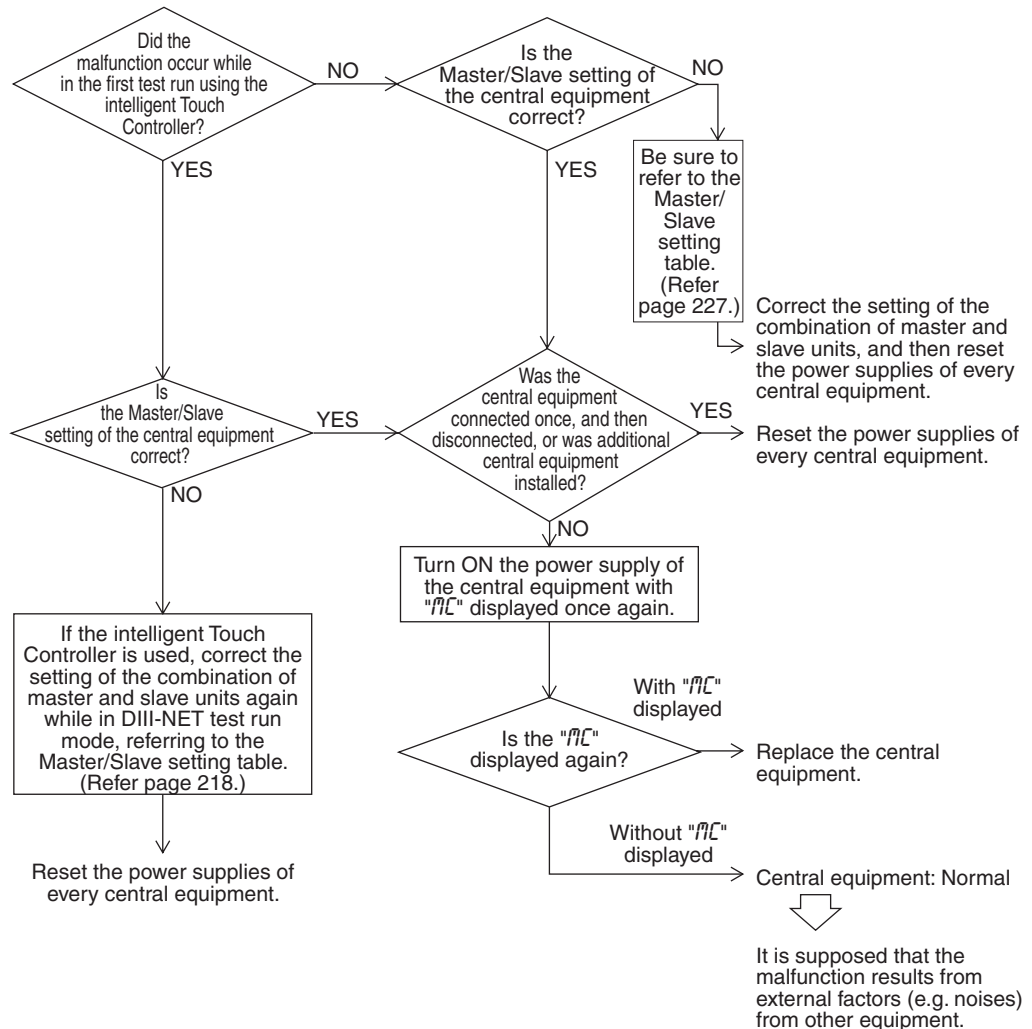 Did the
malfunction occur while
in the first test run using the
intelligent Touch
Controller?
NO
YES
Is the
Master/Slave setting of
the central equipment
correct?
NO
YES
Be sure to
refer to the
Master/
Slave
setting
table.
(Refer
page 227.)
Correct the setting of the
combination of master and
slave units, and then reset
the power supplies of every
central equipment.
Is
the Master/Slave
setting of the central equipment
correct?
YES
NO
Was the
central equipment
connected once, and then
disconnected, or was additional
central equipment
installed?
YES
Reset the power supplies of
every central equipment.
NO
Turn ON the power supply of
the central equipment with
"MC" displayed once again.
If the intelligent Touch
Controller is used, correct the
setting of the combination of
master and slave units again
while in DIII-NET test run
mode, referring to the
Master/Slave setting table.
(Refer page 218.)
Reset the power supplies of
every central equipment.
Is the "MC"
displayed again?
With "MC"
displayed
Replace the central
equipment.
Without "MC"
displayed
Central equipment: Normal
It is supposed that the
malfunction results from
external factors (e.g. noises)
from other equipment.